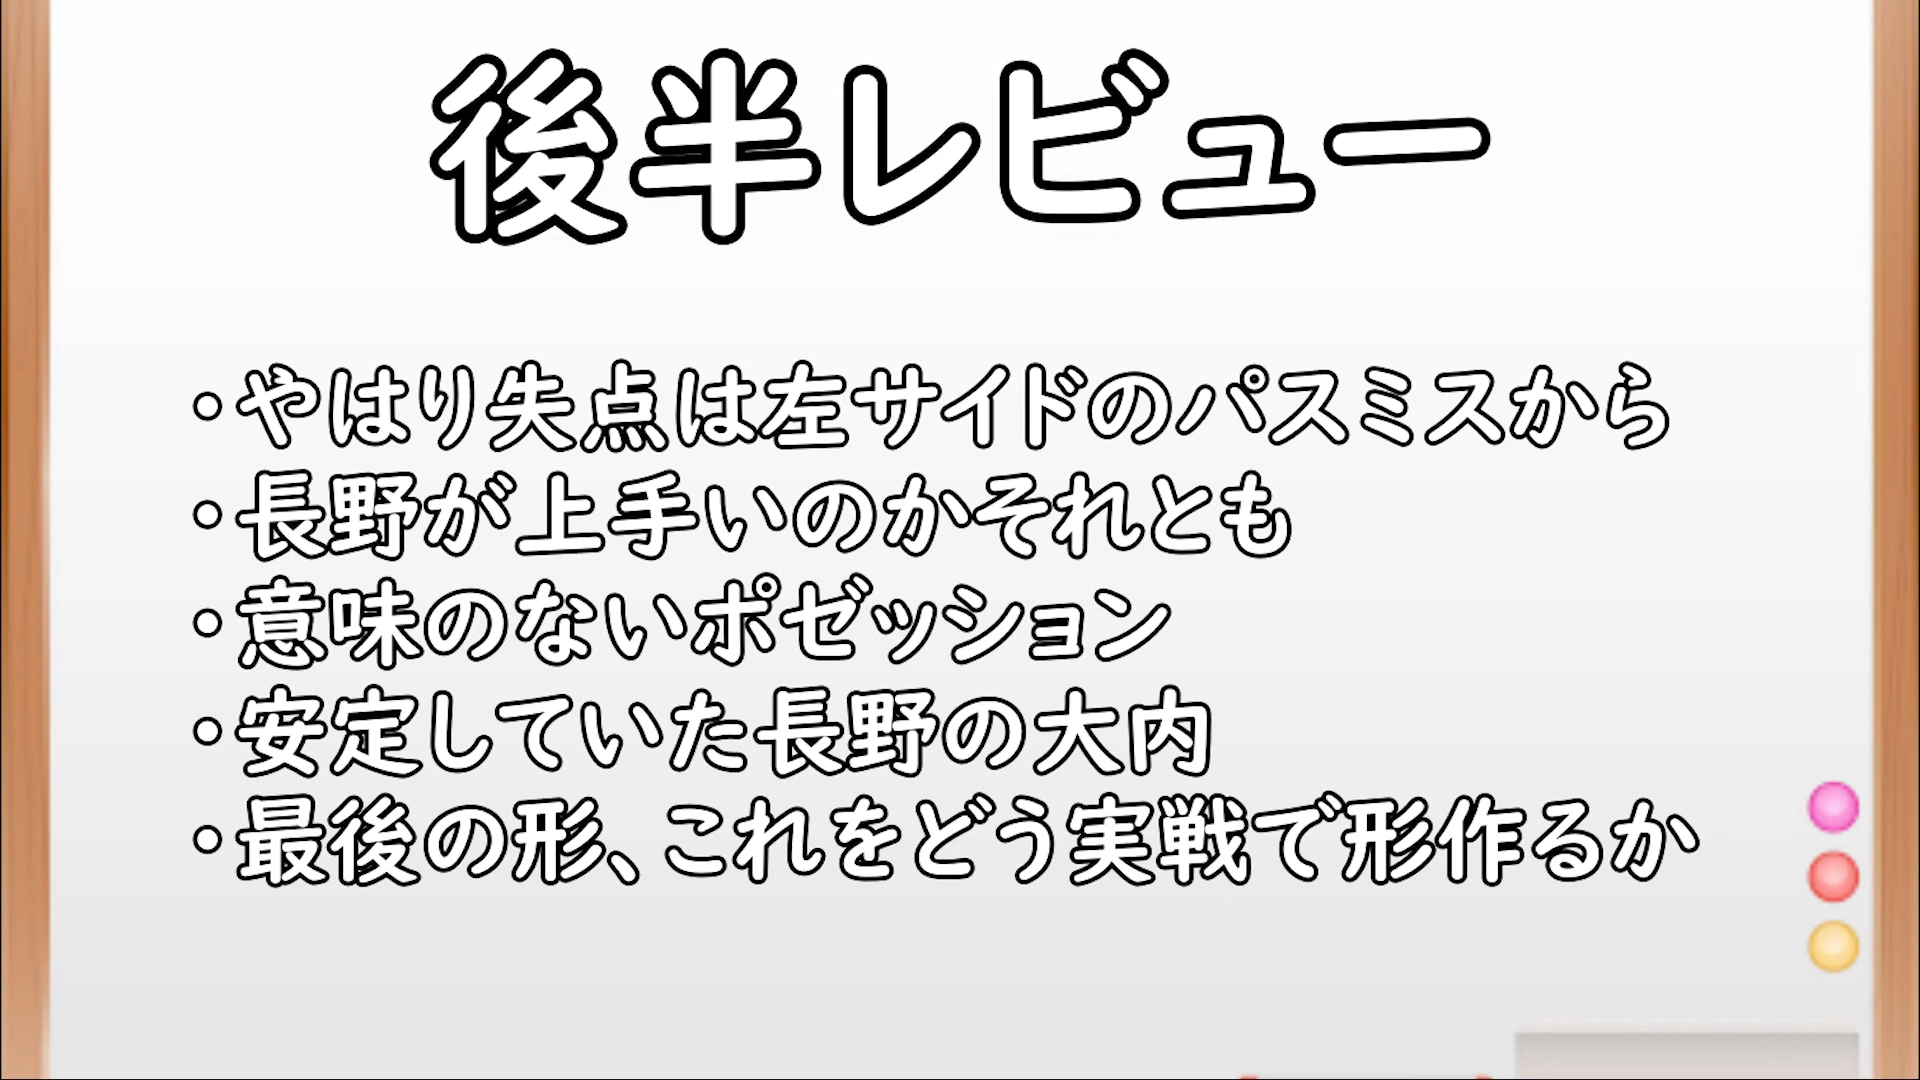 後半レビュー
・やはり失点は左サイドのパスミスから
・長野が上手いのかそれとも
・意味のないポゼッション
・安定していた長野の大内
・最後の形、これをどう実戦で形作るか